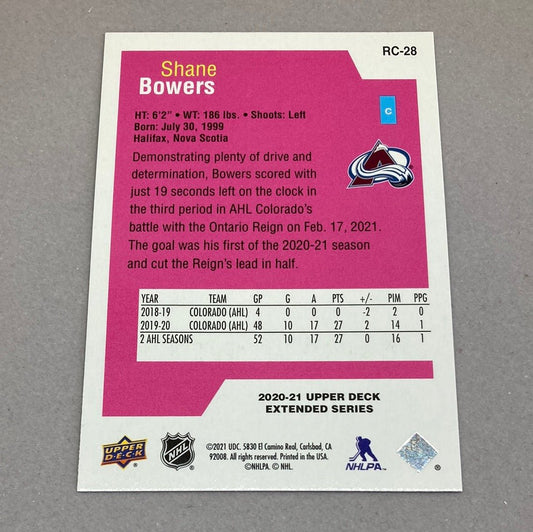 Shane
Bowers
RC-28
HT: 6'2" • WT: 186 lbs. • Shoots: Left
Born: July 30, 1999
Halifax, Nova Scotia
C
Demonstrating plenty of drive and
determination, Bowers scored with
just 19 seconds left on the clock in
the third period in AHL Colorado's
battle with the Ontario Reign on Feb. 17, 2021.
The goal was his first of the 2020-21 season
and cut the Reign's lead in half.
YEAR TEAM GP G A PTS +/- PIM PPG
2018-19 COLORADO (AHL) 4 0 0 0 -2 2 0
2019-20 COLORADO (AHL) 48 10 17 27 2 14 1
2 AHL SEASONS 52 10 17 27 0 16 1
2020-21 UPPER DECK
EXTENDED SERIES
UPPER
DECK
NHL
©2021 UDC. 5830 El Camino Real, Carlsbad, CA
92008. All rights reserved. Printed in the USA.
©NHLPA. © NHL.
NHLPA
®